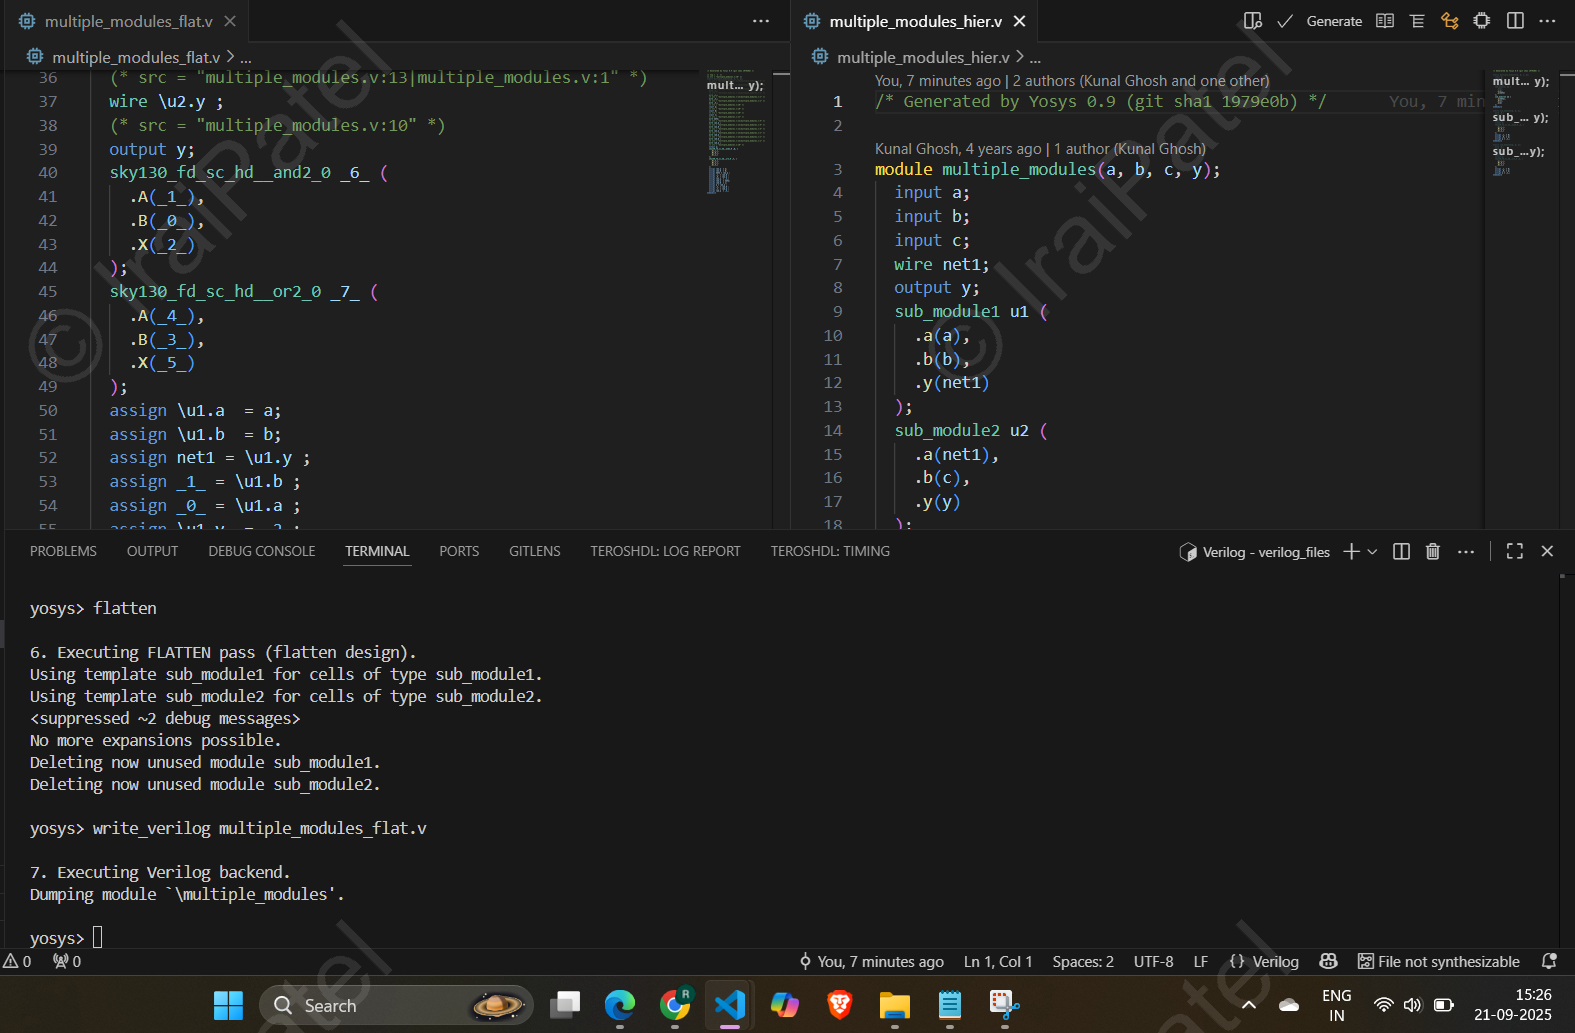 multiple_modules_flat.v
multiple_modules_flat.v > ...
36 (* src = "multiple_modules.v:13|multiple_modules.v:1" *)
37 wire \u2.y ;
38 (* src = "multiple_modules.v:10" *)
39 output y;
40 sky130_fd_sc_hd__and2_0 _6_ (
41 .A(_1_),
42 .B(_0_),
43 .X(_2_)
44 );
45 sky130_fd_sc_hd__or2_0 _7_ (
46 .A(_4_),
47 .B(_3_),
48 .X(_5_)
49 );
50 assign \u1.a  = a;
51 assign \u1.b  = b;
52 assign net1 = \u1.y ;
53 assign _1_ = \u1.b ;
54 assign _0_ = \u1.a ;
mult... y);
multiple_modules_hier.v
Generate
multiple_modules_hier.v > ...
You, 7 minutes ago | 2 authors (Kunal Ghosh and one other)
1 /* Generated by Yosys 0.9 (git sha1 1979e0b) */ You, 7 min
2
Kunal Ghosh, 4 years ago | 1 author (Kunal Ghosh)
3 module multiple_modules(a, b, c, y);
4 input a;
5 input b;
6 input c;
7 wire net1;
8 output y;
9 sub_module1 u1 (
10 .a(a),
11 .b(b),
12 .y(net1)
13 );
14 sub_module2 u2 (
15 .a(net1),
16 .b(c),
17 .y(y)
18 );
mult... y);
sub_... y);
sub_...y);
PROBLEMS OUTPUT DEBUG CONSOLE TERMINAL PORTS GITLENS TEROSHDL: LOG REPORT TEROSHDL: TIMING
Verilog - verilog_files
yosys> flatten
6. Executing FLATTEN pass (flatten design).
Using template sub_module1 for cells of type sub_module1.
Using template sub_module2 for cells of type sub_module2.
<suppressed ~2 debug messages>
No more expansions possible.
Deleting now unused module sub_module1.
Deleting now unused module sub_module2.
yosys> write_verilog multiple_modules_flat.v
7. Executing Verilog backend.
Dumping module `\multiple_modules'.
yosys>
0 0
You, 7 minutes ago Ln 1, Col 1 Spaces: 2 UTF-8 LF {} Verilog File not synthesizable
Search
R
ENG
IN
15:26
21-09-2025
© IraiPatel
© IraiPatel